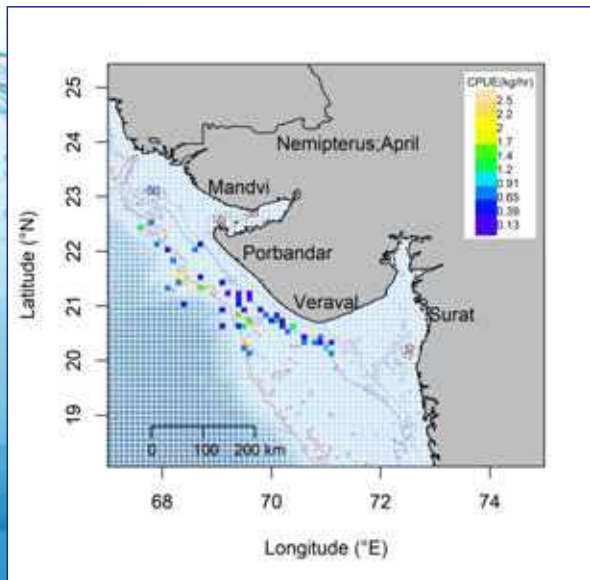 CPUE(kg/hr)
2.5
2.2
2
1.7
1.4
1.2
0.91
0.65
0.39
0.13
Nemipterus;April
Mandvi
Porbandar
Veraval
Surat
-50
0 100 200 km
25
24
23
22
21
20
19
Latitude (°N)
68 70 72 74
Longitude (°E)